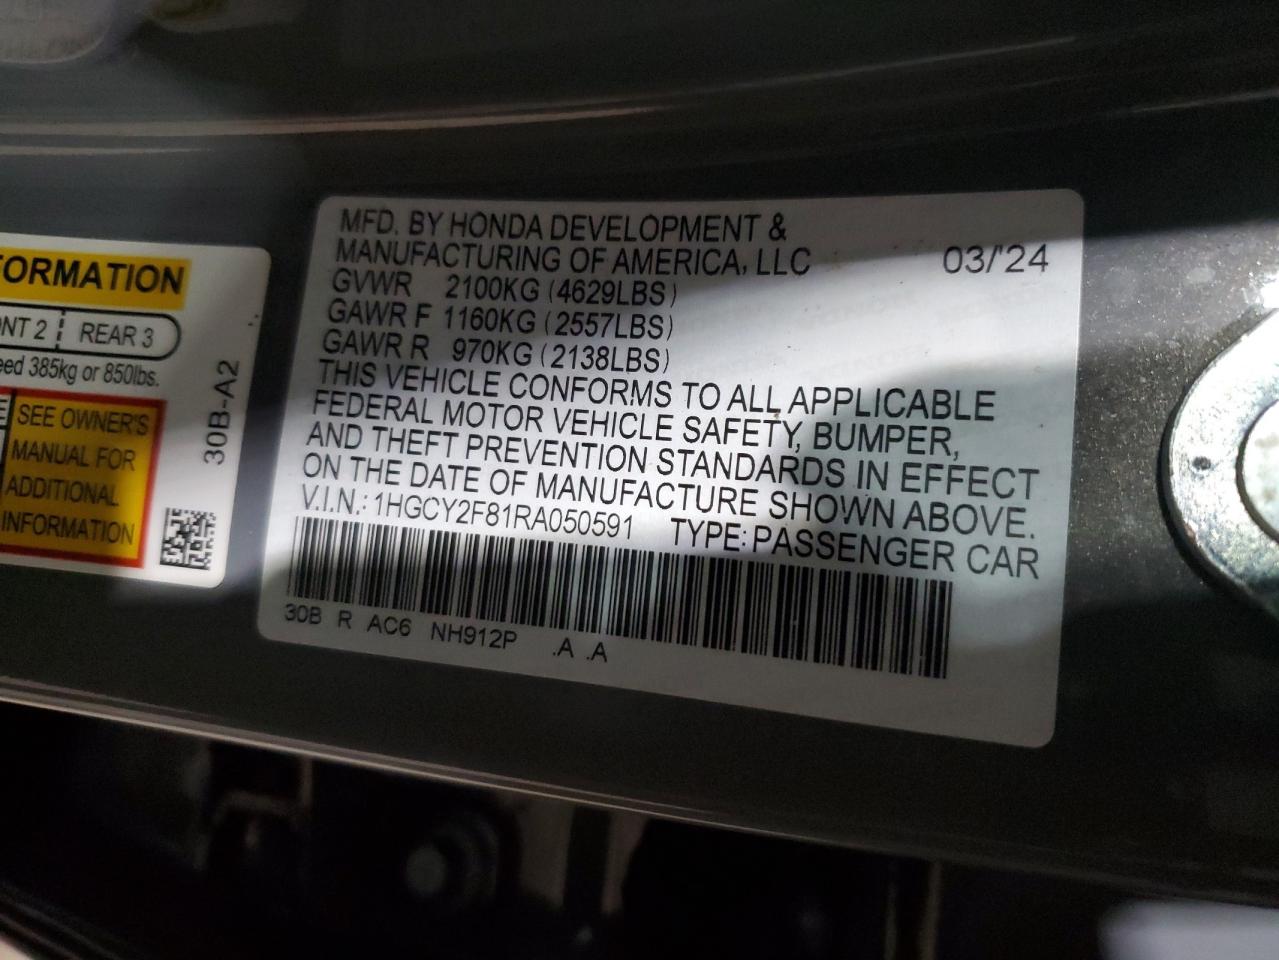 FORMATION
NT 2 REAR 3
eed 385kg or 850lbs.
SEE OWNER'S
MANUAL FOR
ADDITIONAL
INFORMATION
30B-A2
MFD. BY HONDA DEVELOPMENT &
MANUFACTURING OF AMERICA, LLC 03/'24
GVWR 2100KG (4629LBS)
GAWR F 1160KG (2557LBS)
GAWR R 970KG (2138LBS)
THIS VEHICLE CONFORMS TO ALL APPLICABLE
FEDERAL MOTOR VEHICLE SAFETY, BUMPER,
AND THEFT PREVENTION STANDARDS IN EFFECT
ON THE DATE OF MANUFACTURE SHOWN ABOVE.
V.I.N.: 1HGCY2F81RA050591 TYPE: PASSENGER CAR
30B R AC6 NH912P .A .A